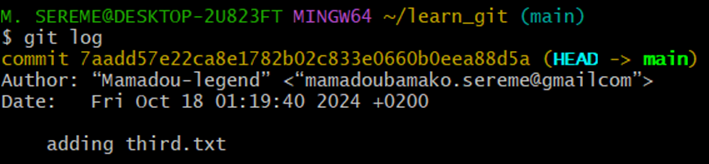 M. SEREME@DESKTOP-2U823FT MINGW64 ~/learn_git (main)
$ git log
commit 7aadd57e22ca8e1782b02c833e0660b0eea88d5a (HEAD -> main)
Author: “Mamadou-legend” <“mamadoubamako.sereme@gmailcom”>
Date:   Fri Oct 18 01:19:40 2024 +0200
    adding third.txt